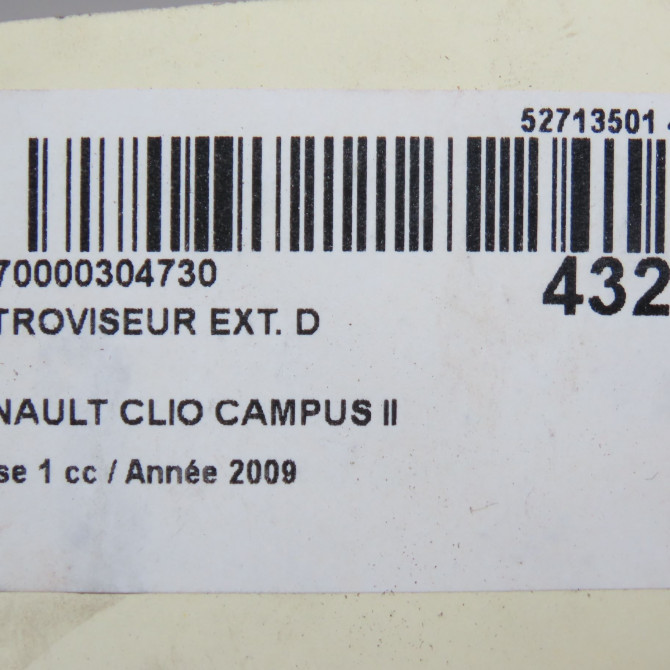 52713501
70000304730
432
TROVISEUR EXT. D
NAULT CLIO CAMPUS II
se 1 cc / Année 2009